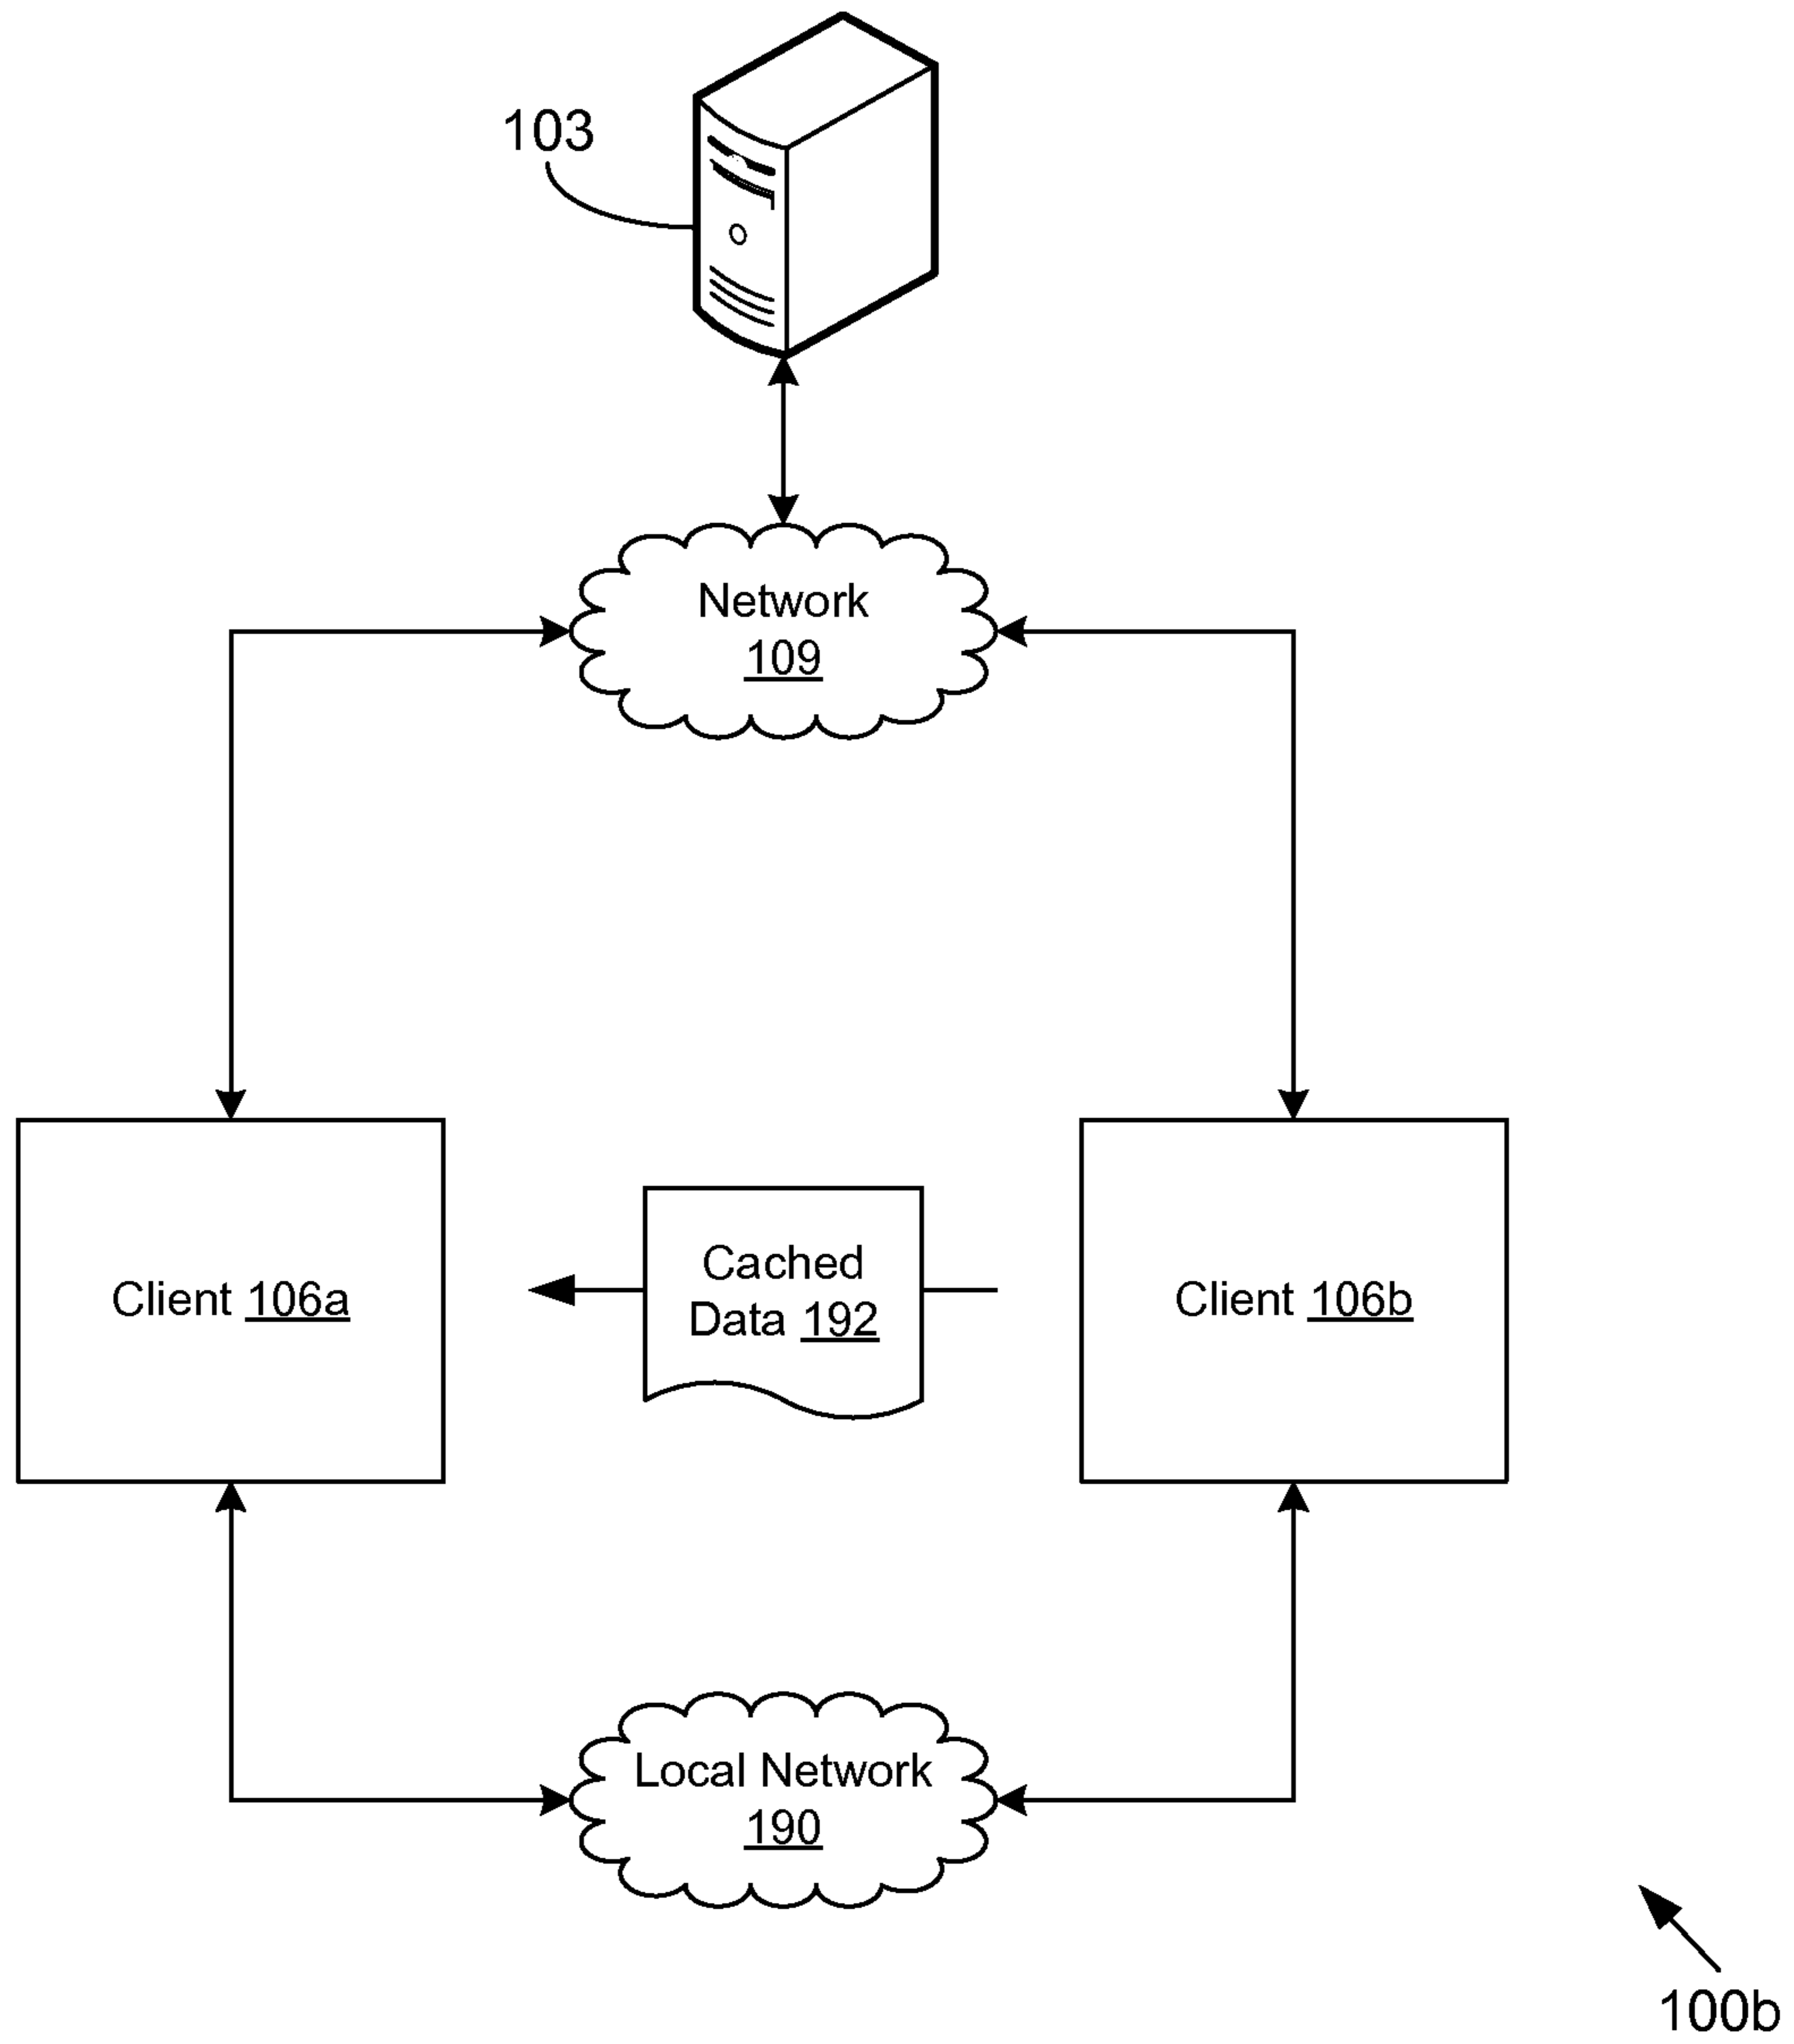 103
Network
109
Client 106a
Cached
Data 192
Client 106b
Local Network
190
100b